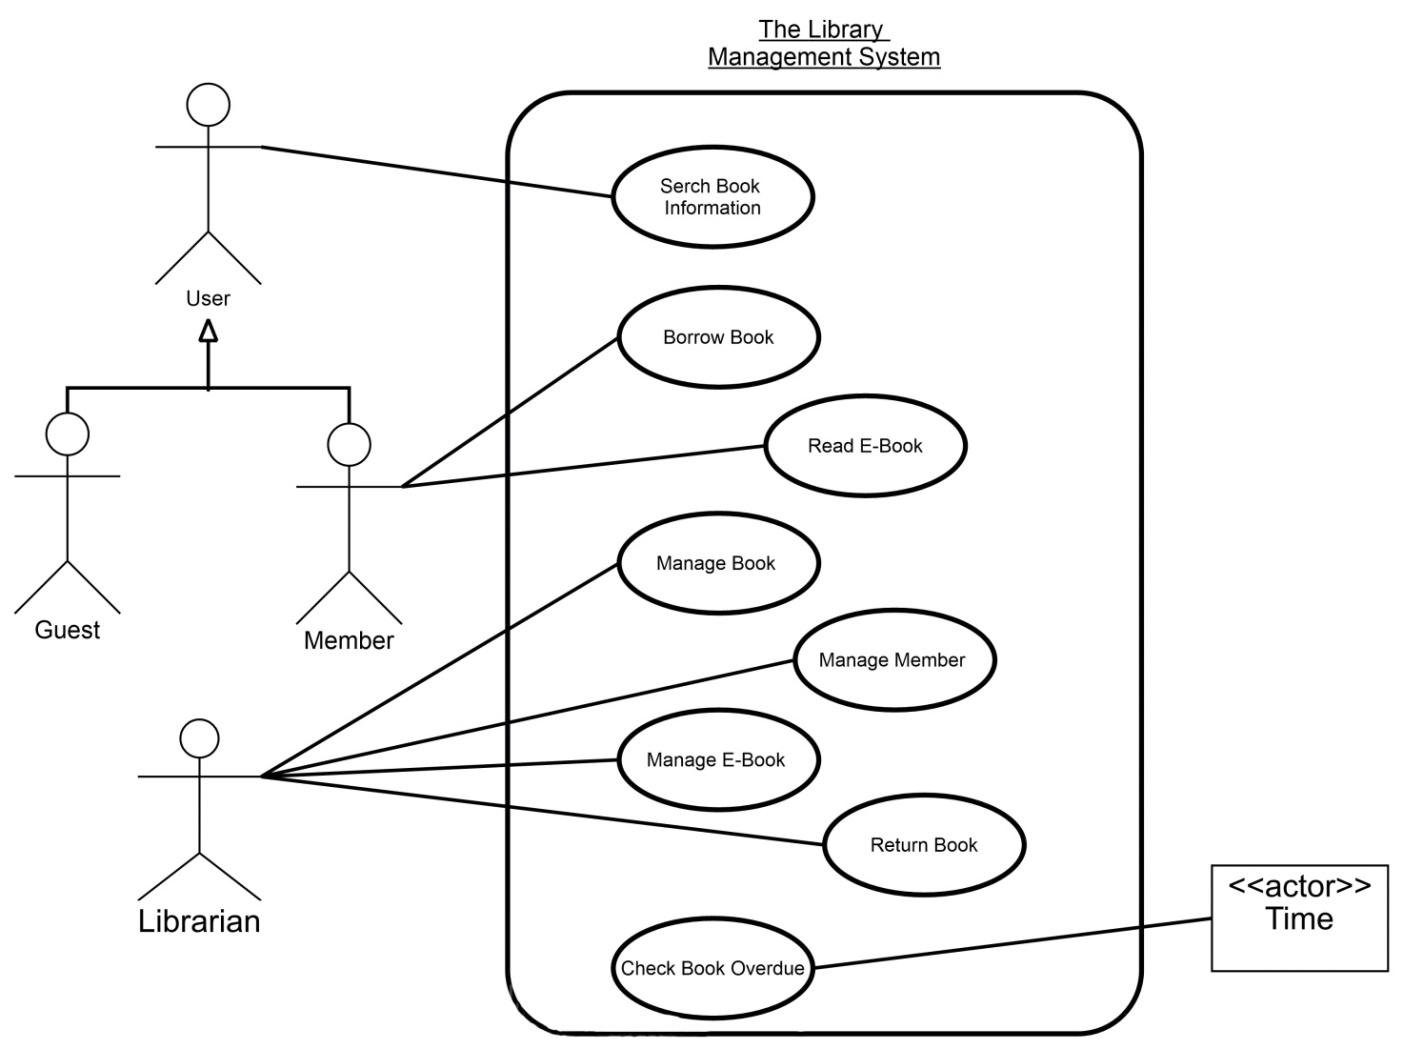 The Library
Management System
Serch Book
Information
User
Borrow Book
Read E-Book
Manage Book
Guest
Member
Manage Member
Manage E-Book
Return Book
Librarian
<<actor>>
Time
Check Book Overdue